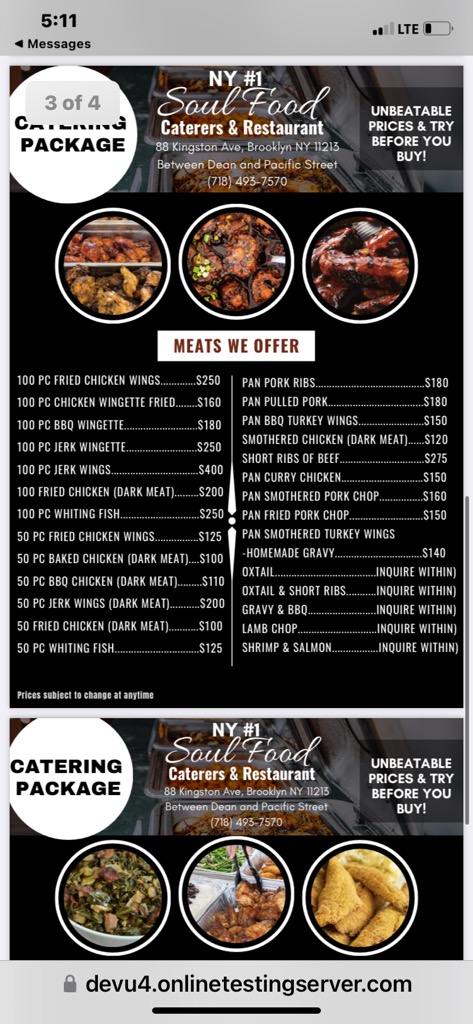 5:11
LTE
◄ Messages
3 of 4
CATERING
PACKAGE
NY #1
Soul Food
Caterers & Restaurant
88 Kingston Ave, Brooklyn NY 11213
Between Dean and Pacific Street
(718) 493-7570
UNBEATABLE
PRICES & TRY
BEFORE YOU
BUY!
MEATS WE OFFER
100 PC FRIED CHICKEN WINGS............$250
100 PC CHICKEN WINGETTE FRIED.......$160
100 PC BBQ WINGETTE........................$180
100 PC JERK WINGETTE.......................$250
100 PC JERK WINGS............................$400
100 FRIED CHICKEN (DARK MEAT)........$200
100 PC WHITING FISH..........................$250
50 PC FRIED CHICKEN WINGS..............$125
50 PC BAKED CHICKEN (DARK MEAT)....$100
50 PC BBQ CHICKEN (DARK MEAT)........$110
50 PC JERK WINGS (DARK MEAT).........$200
50 FRIED CHICKEN (DARK MEAT)..........$100
50 PC WHITING FISH............................$125
PAN PORK RIBS.....................................$180
PAN PULLED PORK.................................$180
PAN BBQ TURKEY WINGS........................$150
SMOTHERED CHICKEN (DARK MEAT).....$120
SHORT RIBS OF BEEF............................$275
PAN CURRY CHICKEN.............................$150
PAN SMOTHERED PORK CHOP................$160
PAN FRIED PORK CHOP..........................$150
PAN SMOTHERED TURKEY WINGS
-HOMEMADE GRAVY..............................$140
OXTAIL.................................INQUIRE WITHIN)
OXTAIL & SHORT RIBS..........INQUIRE WITHIN)
GRAVY & BBQ.......................INQUIRE WITHIN)
LAMB CHOP..........................INQUIRE WITHIN)
SHRIMP & SALMON...............INQUIRE WITHIN)
Prices subject to change at anytime
CATERING
PACKAGE
NY #1
Soul Food
Caterers & Restaurant
88 Kingston Ave, Brooklyn NY 11213
Between Dean and Pacific Street
(718) 493-7570
UNBEATABLE
PRICES & TRY
BEFORE YOU
BUY!
devu4.onlinetestingserver.com